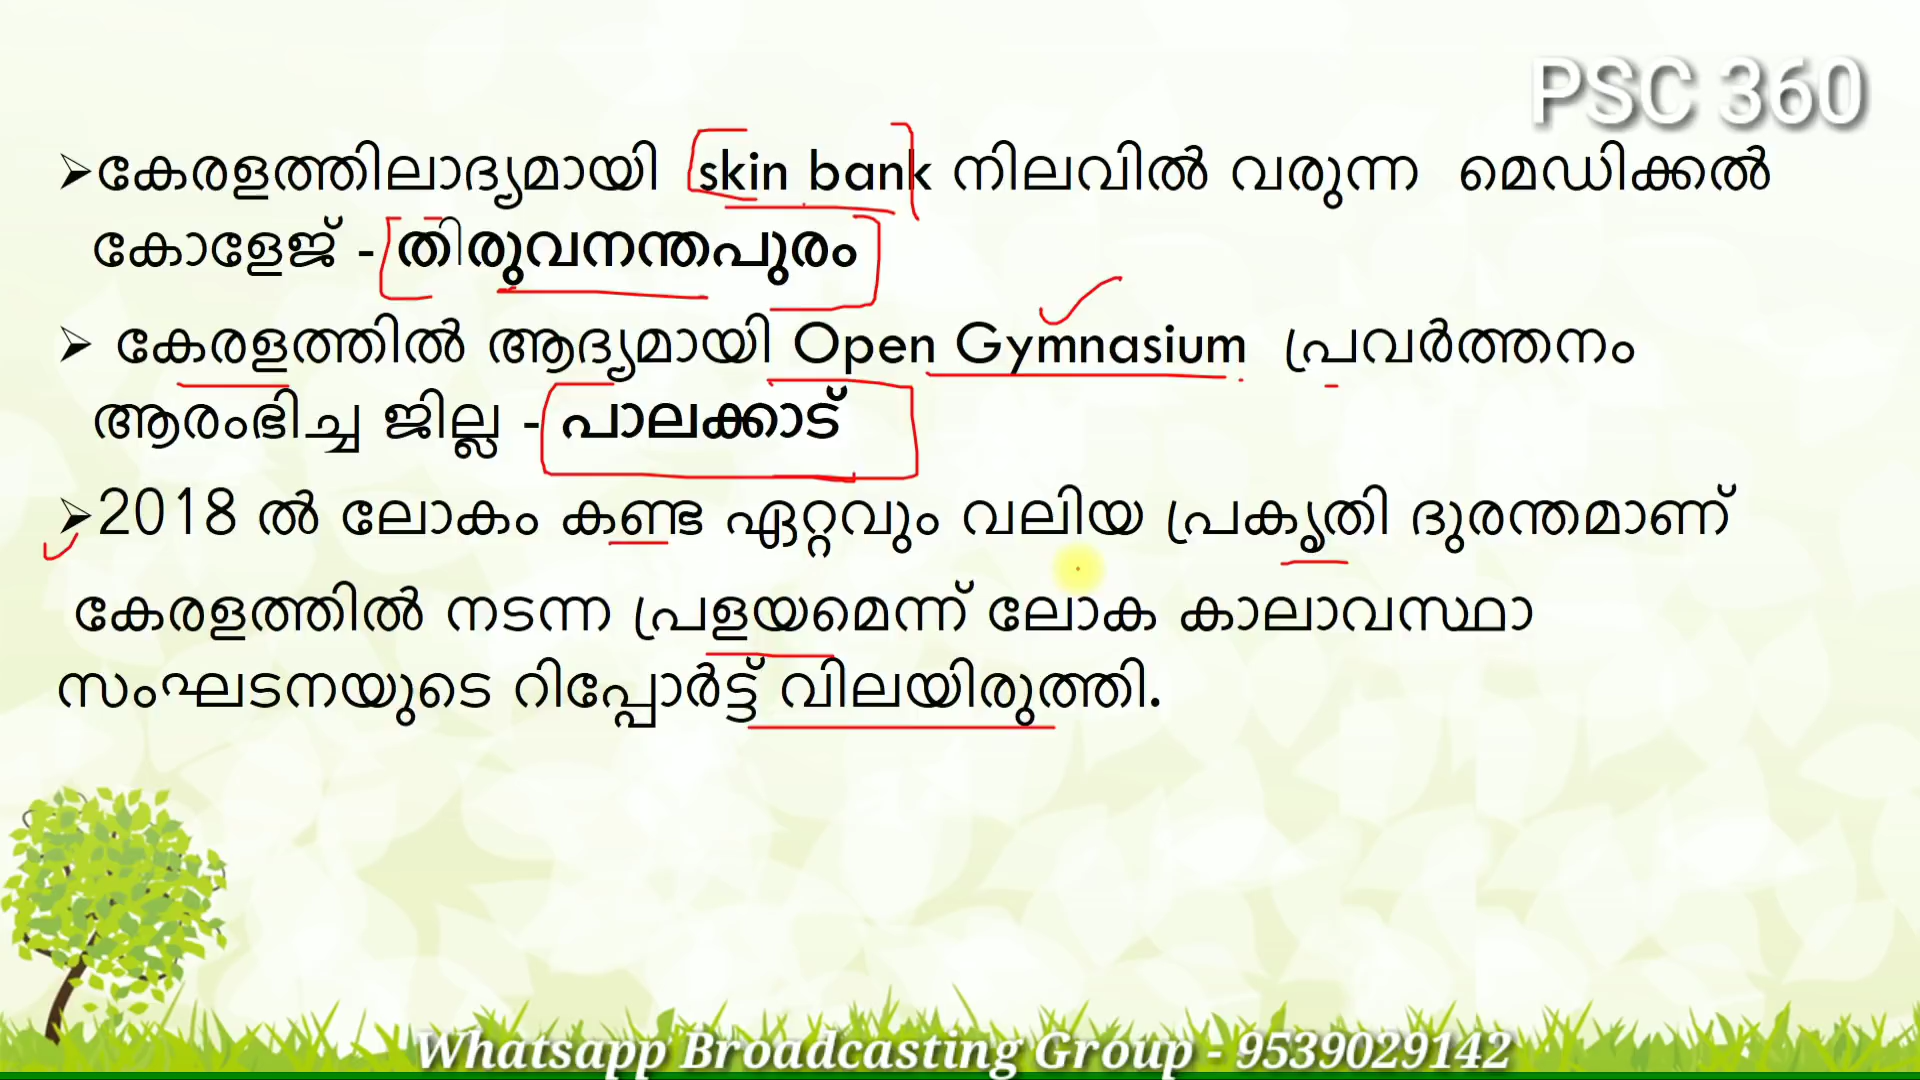 PSC 360
➢കേരളത്തിലാദ്യമായി skin bank നിലവിൽ വരുന്ന മെഡിക്കൽ
കോളേജ് - തിരുവനന്തപുരം
➢ കേരളത്തിൽ ആദ്യമായി Open Gymnasium പ്രവർത്തനം
ആരംഭിച്ച ജില്ല - പാലക്കാട്
➢2018 ൽ ലോകം കണ്ട ഏറ്റവും വലിയ പ്രകൃതി ദുരന്തമാണ്
കേരളത്തിൽ നടന്ന പ്രളയമെന്ന് ലോക കാലാവസ്ഥാ
സംഘടനയുടെ റിപ്പോർട്ട് വിലയിരുത്തി.
Whatsapp Broadcasting Group - 9539029142